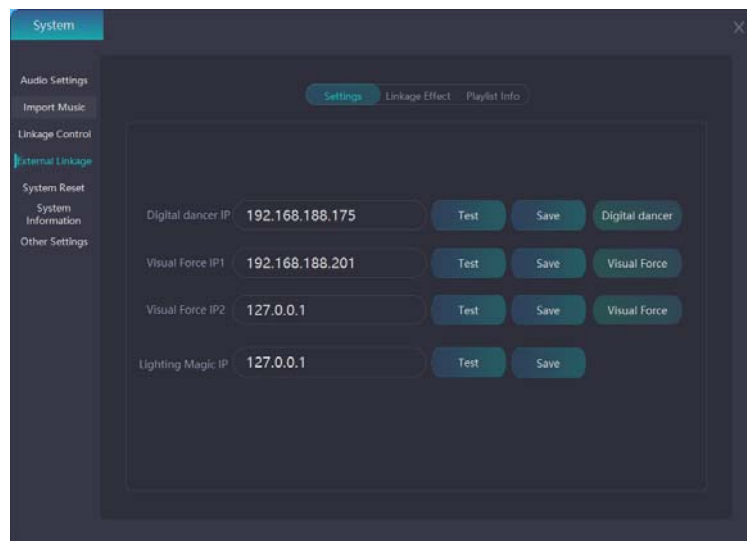 System
X
Audio Settings
Import Music
Linkage Control
External Linkage
System Reset
System
Information
Other Settings
Settings Linkage Effect Playlist Info
Digital dancer IP 192.168.188.175 Test Save Digital dancer
Visual Force IP1 192.168.188.201 Test Save Visual Force
Visual Force IP2 127.0.0.1 Test Save Visual Force
Lighting Magic IP 127.0.0.1 Test Save